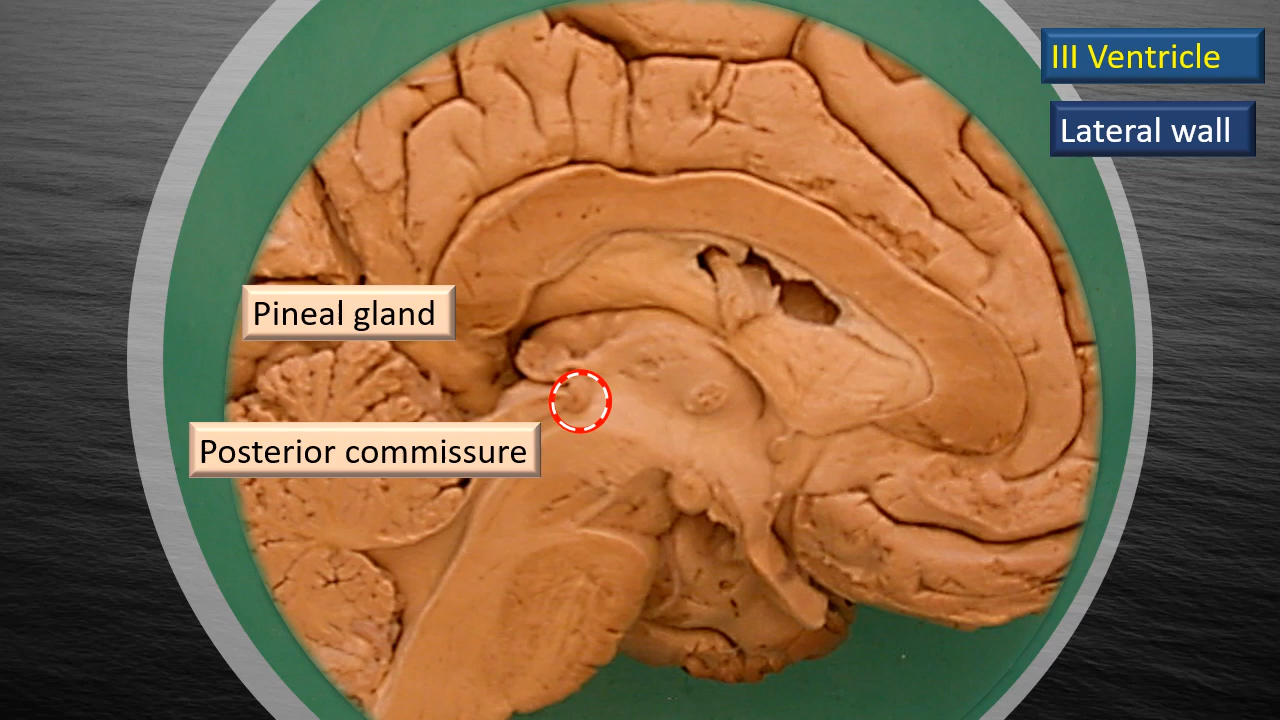 III Ventricle
Lateral wall
Pineal gland
Posterior commissure